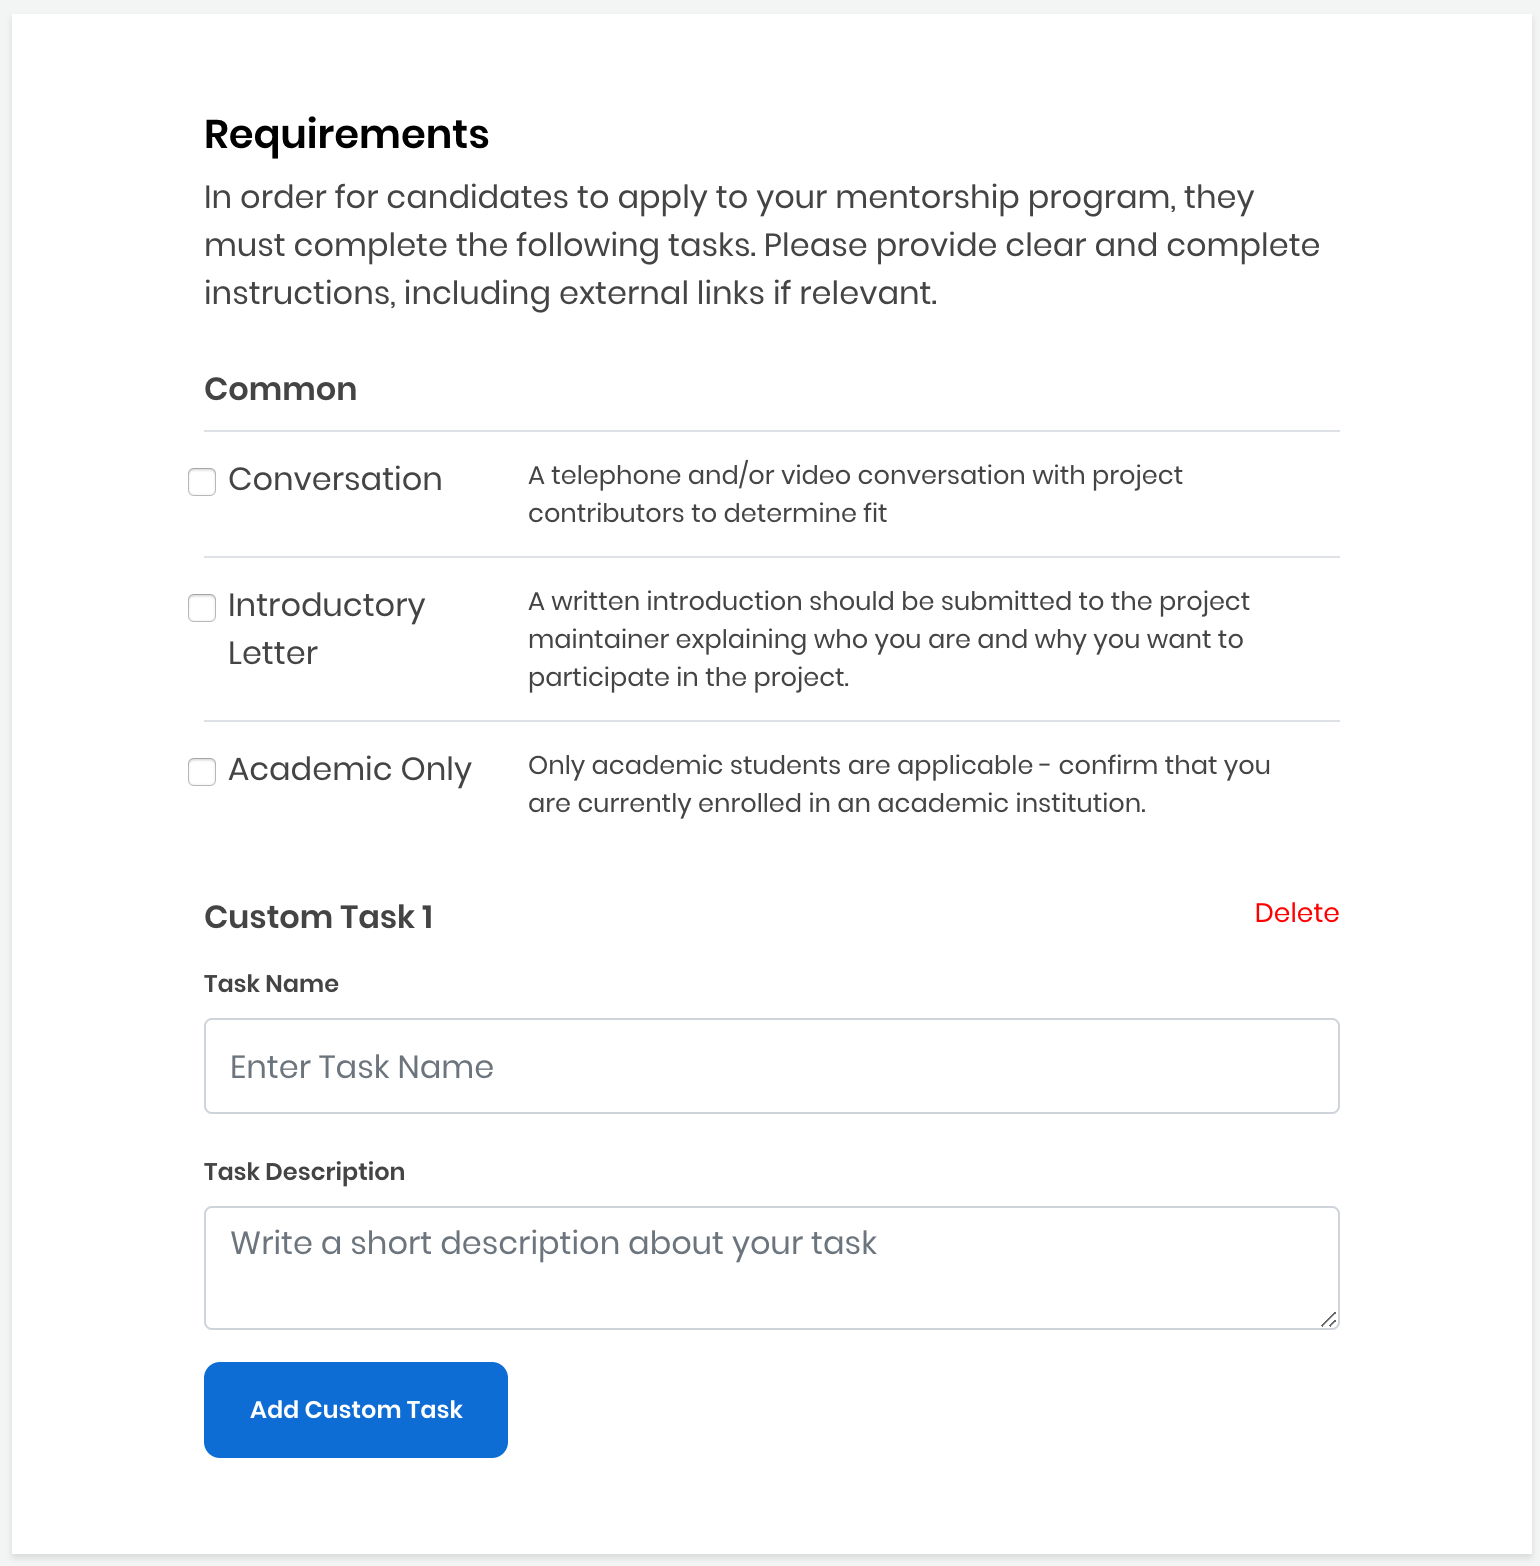 Requirements
In order for candidates to apply to your mentorship program, they
must complete the following tasks. Please provide clear and complete
instructions, including external links if relevant.
Common
Conversation
A telephone and/or video conversation with project
contributors to determine fit
Introductory
Letter
A written introduction should be submitted to the project
maintainer explaining who you are and why you want to
participate in the project.
Academic Only
Only academic students are applicable - confirm that you
are currently enrolled in an academic institution.
Custom Task 1
Delete
Task Name
Enter Task Name
Task Description
Write a short description about your task
Add Custom Task